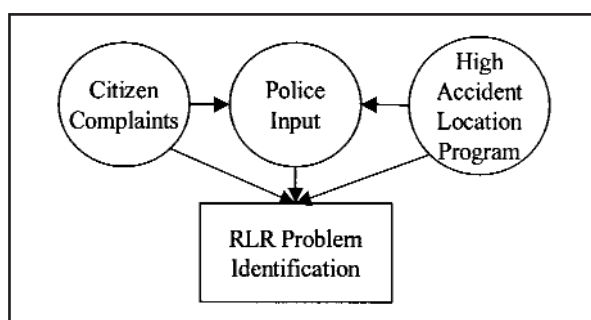 Citizen
Complaints
Police
Input
High
Accident
Location
Program
RLR Problem
Identification